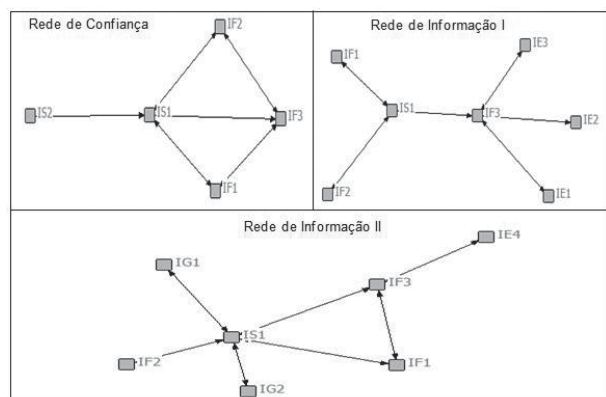 Rede de Confiança
IF2
IS2
IS1
IF3
IF1
Rede de Informação I
IE3
IF1
IS1
IF3
IE2
IF2
IE1
Rede de Informação II
IE4
IG1
IF3
IS1
IF2
IF1
IG2